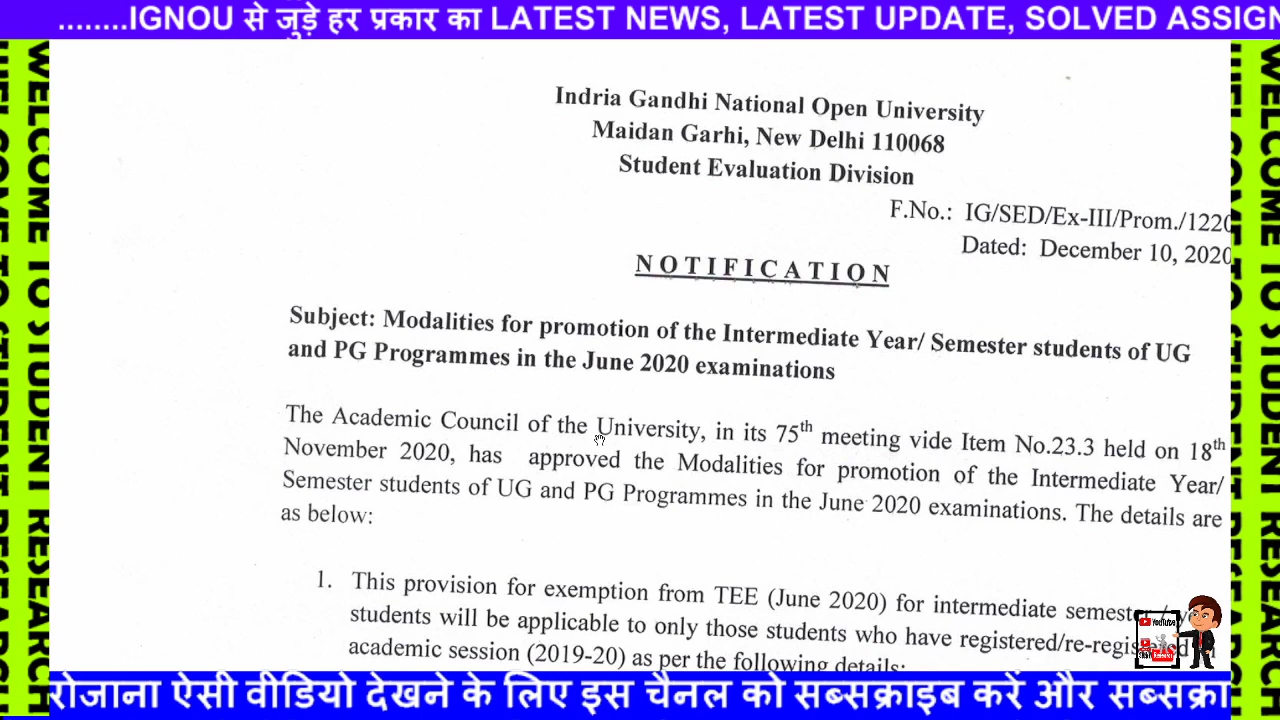 ........IGNOU से जुड़े हर प्रकार का LATEST NEWS, LATEST UPDATE, SOLVED ASSIGN
WELCOME TO STUDENT RESEARCH
Indria Gandhi National Open University
Maidan Garhi, New Delhi 110068
Student Evaluation Division
F.No.: IG/SED/Ex-III/Prom./1220
Dated: December 10, 2020
NOTIFICATION
Subject: Modalities for promotion of the Intermediate Year/ Semester students of UG
and PG Programmes in the June 2020 examinations
The Academic Council of the University, in its 75th meeting vide Item No.23.3 held on 18th
November 2020, has approved the Modalities for promotion of the Intermediate Year/
Semester students of UG and PG Programmes in the June 2020 examinations. The details are
as below:
1. This provision for exemption from TEE (June 2020) for intermediate semester
students will be applicable to only those students who have registered/re-registered
academic session (2019-20) as per the following details:
YouTube
WELCOME TO STUDENT RESEARCH
रोजाना ऐसी वीडियो देखने के लिए इस चैनल को सब्सक्राइब करें और सब्सक्रा